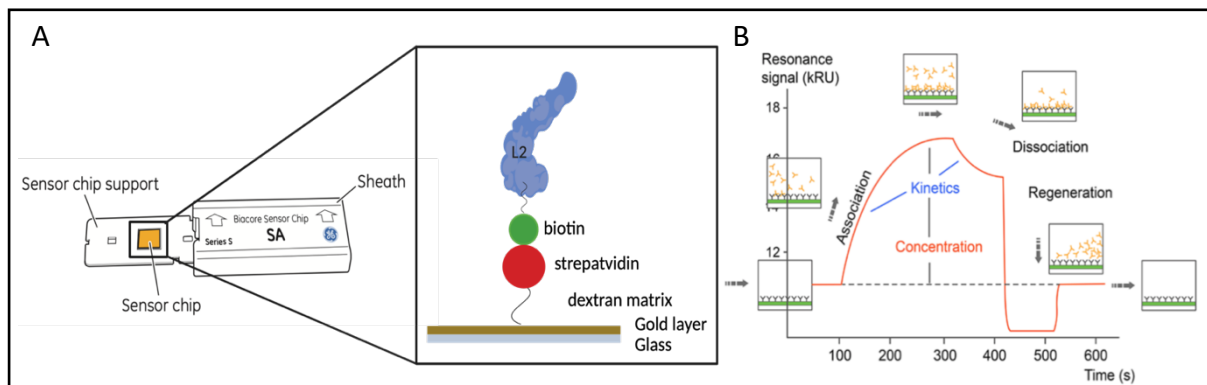 A
Sensor chip support
Sheath
Biacore Sensor Chip
Series S
SA
Sensor chip
L2
biotin
strepatvidin
dextran matrix
Gold layer
Glass
B
Resonance
signal (kRU)
18
12
Association
Kinetics
Concentration
Dissociation
Regeneration
100
200
300
400
500
600
Time (s)